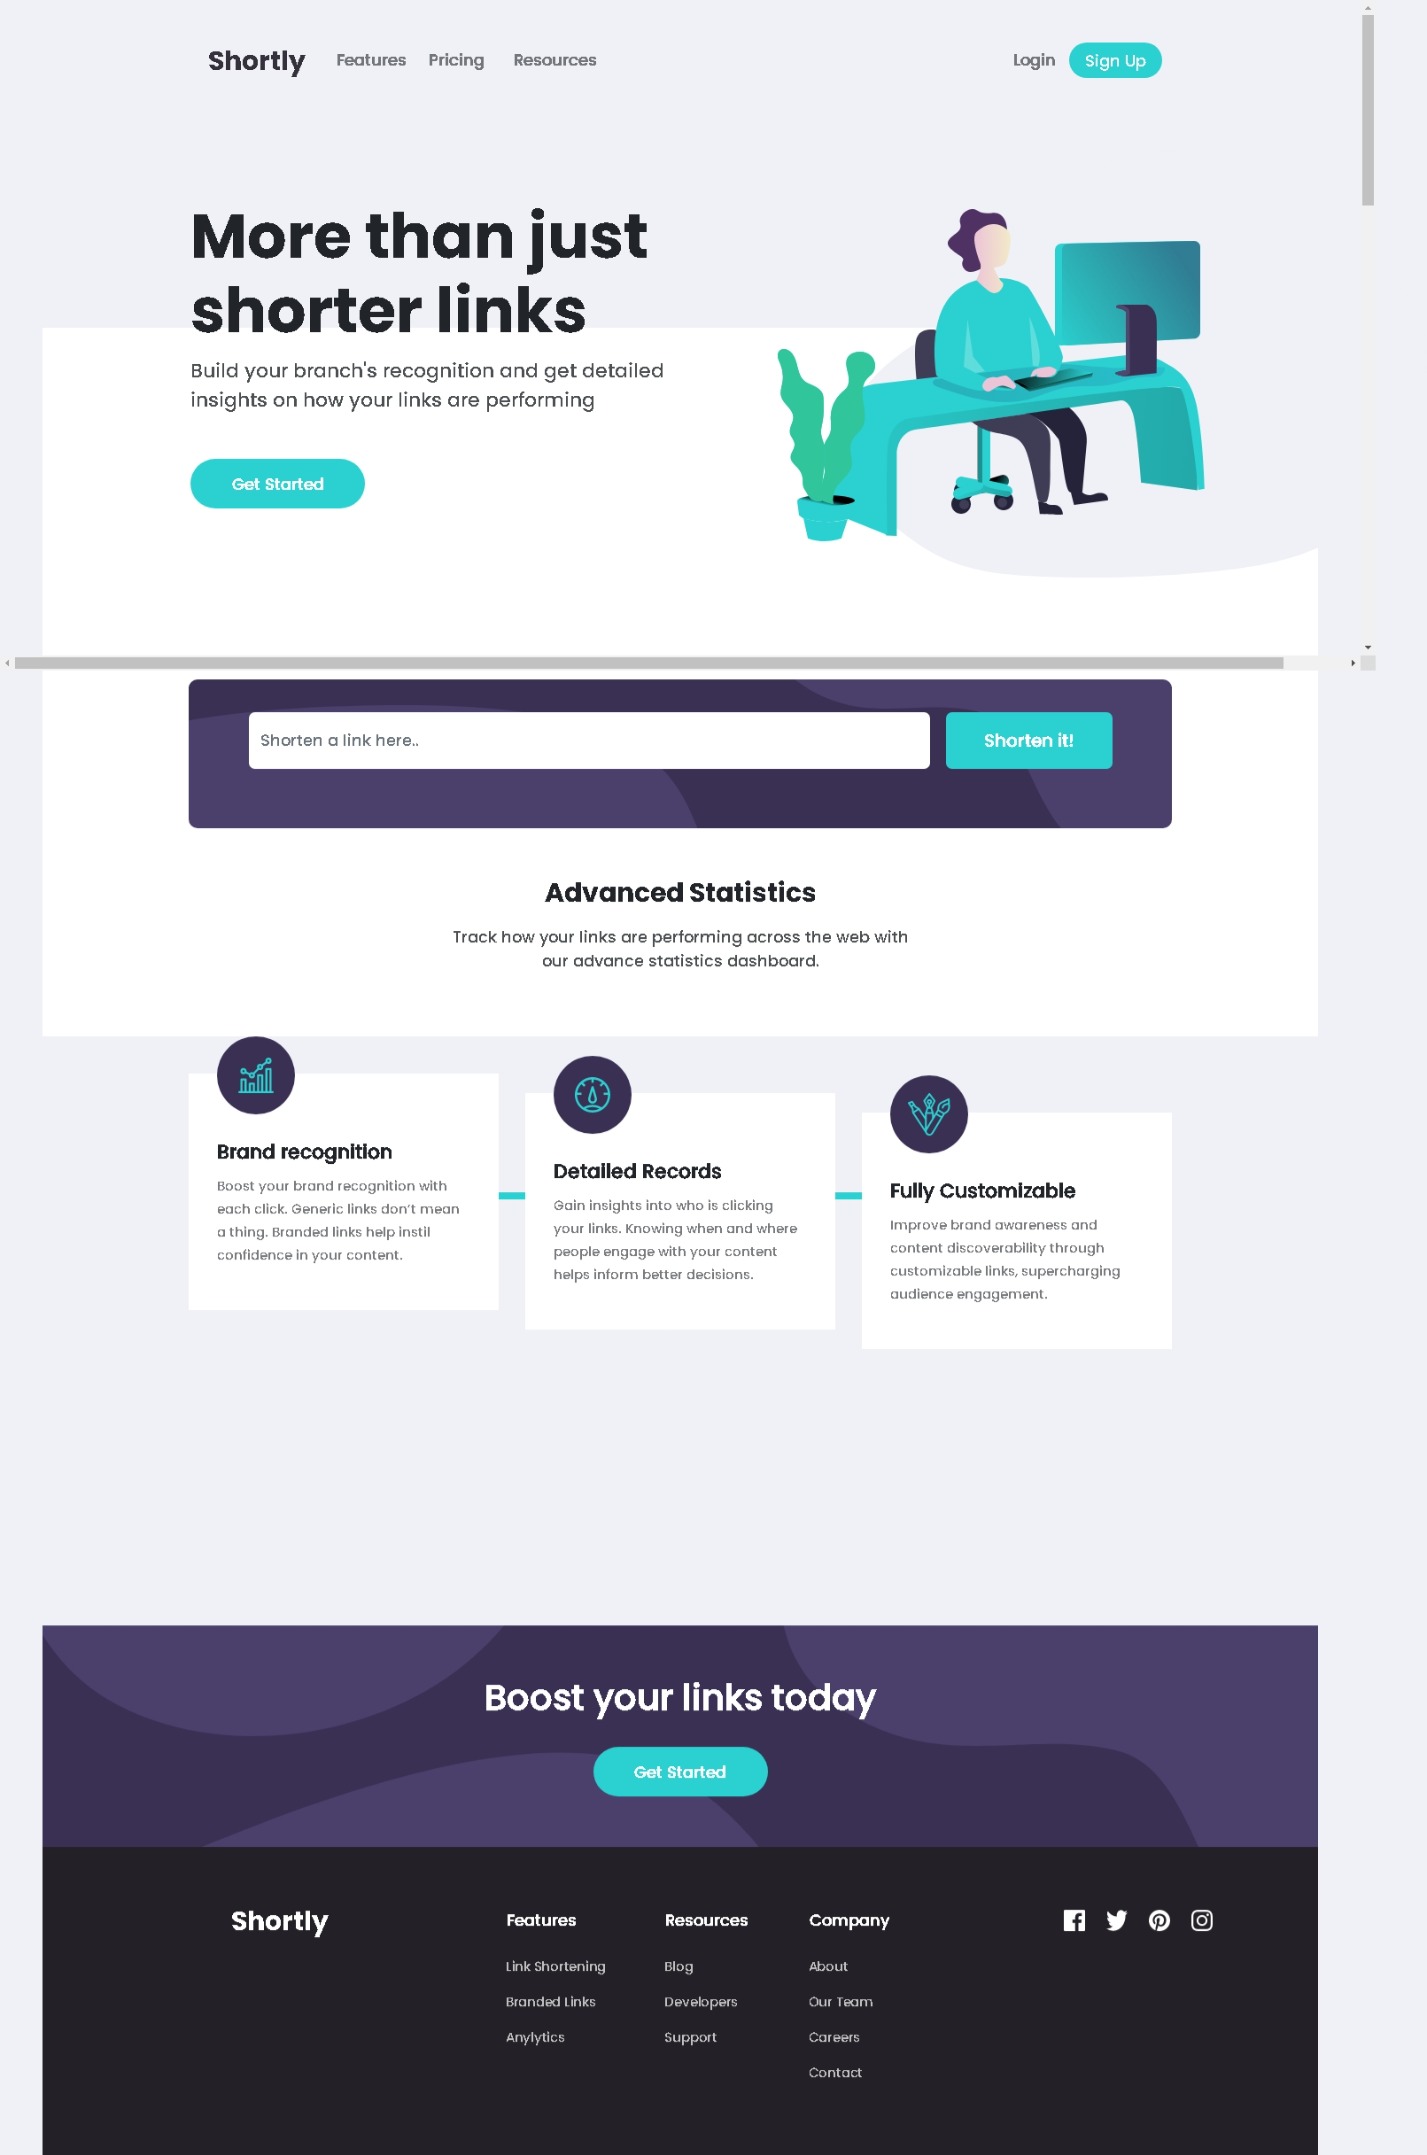 Shortly
Features
Pricing
Resources
Login
Sign Up
More than just
shorter links
Build your branch's recognition and get detailed
insights on how your links are performing
Get Started
Shorten a link here..
Shorten it!
Advanced Statistics
Track how your links are performing across the web with
our advance statistics dashboard.
Brand recognition
Boost your brand recognition with
each click. Generic links don't mean
a thing. Branded links help instil
confidence in your content.
Detailed Records
Gain insights into who is clicking
your links. Knowing when and where
people engage with your content
helps inform better decisions.
Fully Customizable
Improve brand awareness and
content discoverability through
customizable links, supercharging
audience engagement.
Boost your links today
Get Started
Shortly
Features
Link Shortening
Branded Links
Anylytics
Resources
Blog
Developers
Support
Company
About
Our Team
Careers
Contact